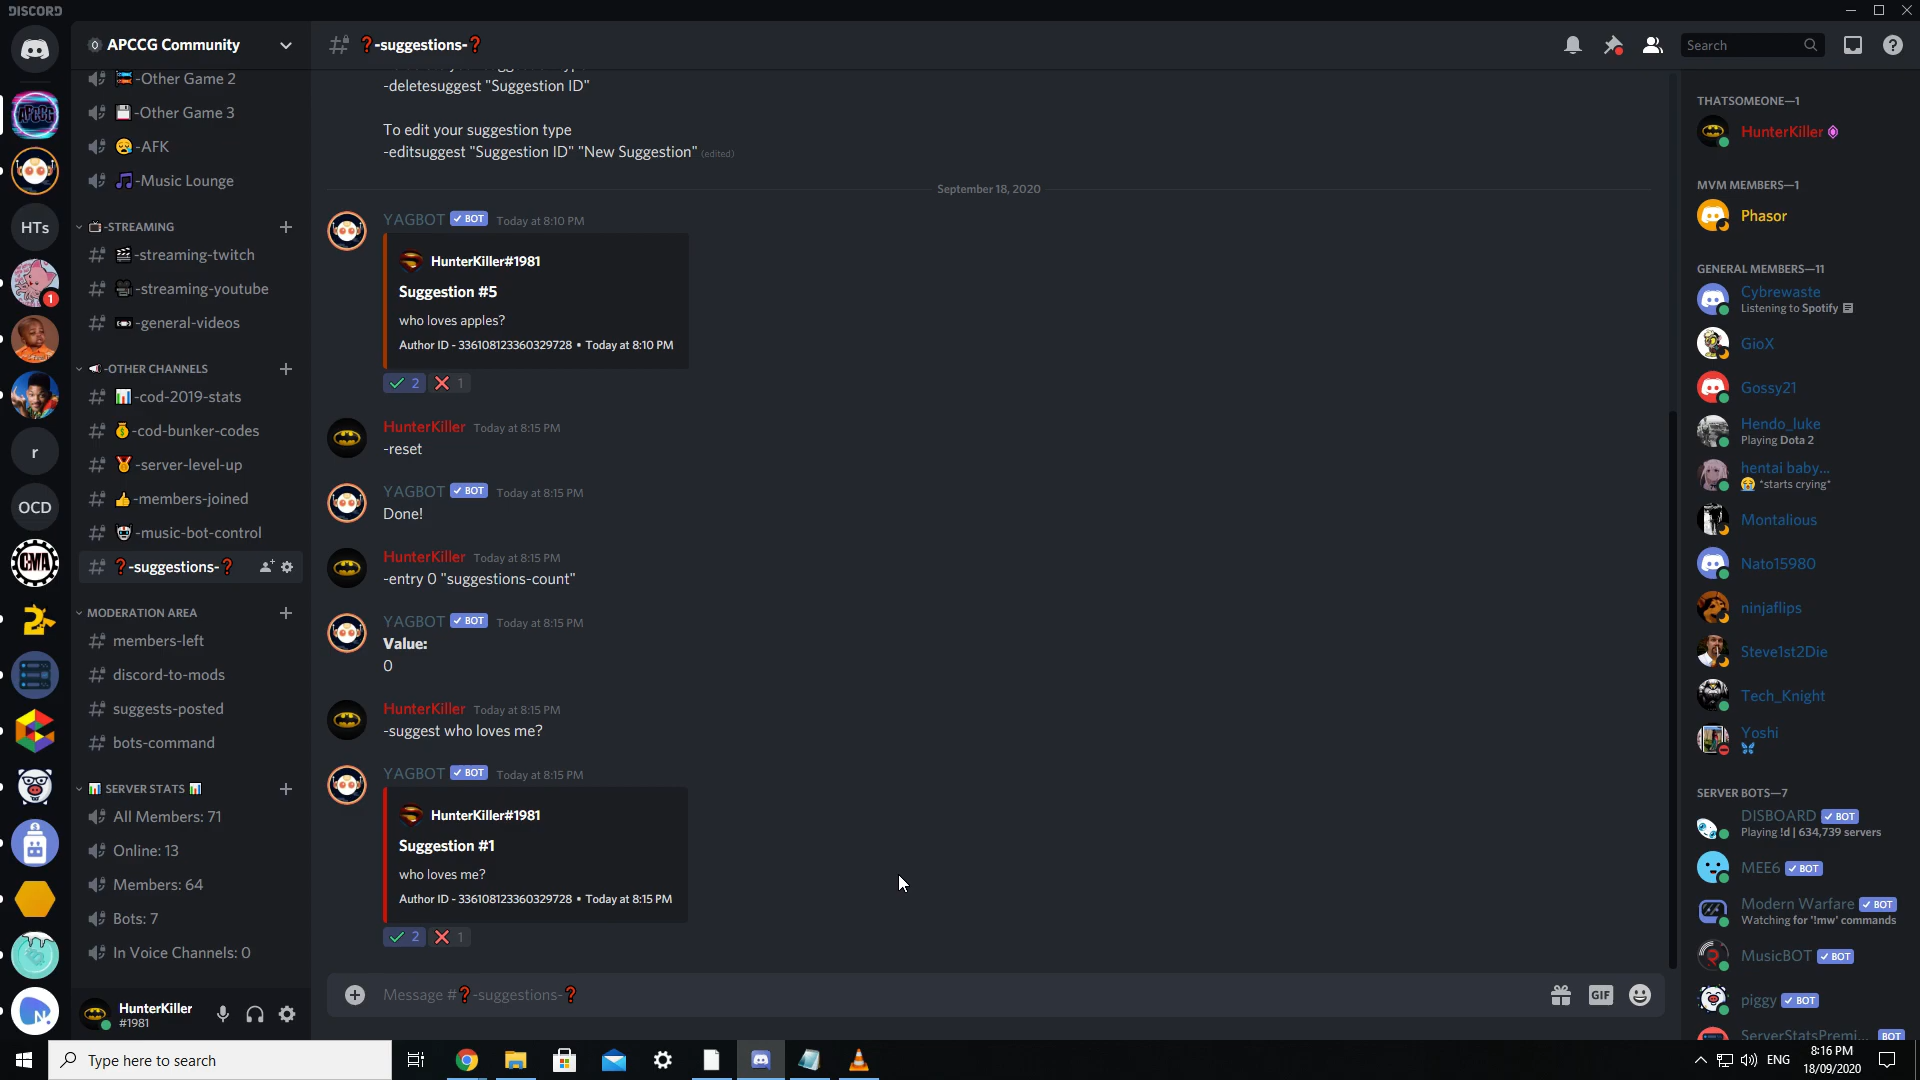 DISCORD
APCCG Community
-Other Game 2
-Other Game 3
-AFK
-Music Lounge
-STREAMING
-streaming-twitch
-streaming-youtube
-general-videos
-OTHER CHANNELS
-cod-2019-stats
-cod-bunker-codes
-server-level-up
-members-joined
-music-bot-control
❓-suggestions-❓
MODERATION AREA
members-left
discord-to-mods
suggests-posted
bots-command
📊 SERVER STATS 📊
All Members: 71
Online: 13
Members: 64
Bots: 7
In Voice Channels: 0
HunterKiller
#1981
HTs
1
r
OCD
CMA
N
❓-suggestions-❓
Search
-deletesuggest "Suggestion ID"
To edit your suggestion type
-editsuggest "Suggestion ID" "New Suggestion" (edited)
September 18, 2020
YAGBOT ✓ BOT Today at 8:10 PM
HunterKiller#1981
Suggestion #5
who loves apples?
Author ID - 336108123360329728 • Today at 8:10 PM
✓ 2 ❌ 1
HunterKiller Today at 8:15 PM
-reset
YAGBOT ✓ BOT Today at 8:15 PM
Done!
HunterKiller Today at 8:15 PM
-entry 0 "suggestions-count"
YAGBOT ✓ BOT Today at 8:15 PM
Value:
0
HunterKiller Today at 8:15 PM
-suggest who loves me?
YAGBOT ✓ BOT Today at 8:15 PM
HunterKiller#1981
Suggestion #1
who loves me?
Author ID - 336108123360329728 • Today at 8:15 PM
✓ 2 ❌ 1
Message #❓-suggestions-❓
GIF
THATSOMEONE—1
HunterKiller
MVM MEMBERS—1
Phasor
GENERAL MEMBERS—11
Cybrewaste
Listening to Spotify
GioX
Gossy21
Hendo_luke
Playing Dota 2
hentai baby...
😭 *starts crying*
Montalious
Nato15980
ninjaflips
Steve1st2Die
Tech_Knight
Yoshi
SERVER BOTS—7
DISBOARD ✓ BOT
Playing !d | 634,739 servers
MEE6 ✓ BOT
Modern Warfare ✓ BOT
Watching for '!mw' commands
MusicBOT ✓ BOT
piggy ✓ BOT
ServerStatsPremi... BOT
Type here to search
ENG
8:16 PM
18/09/2020